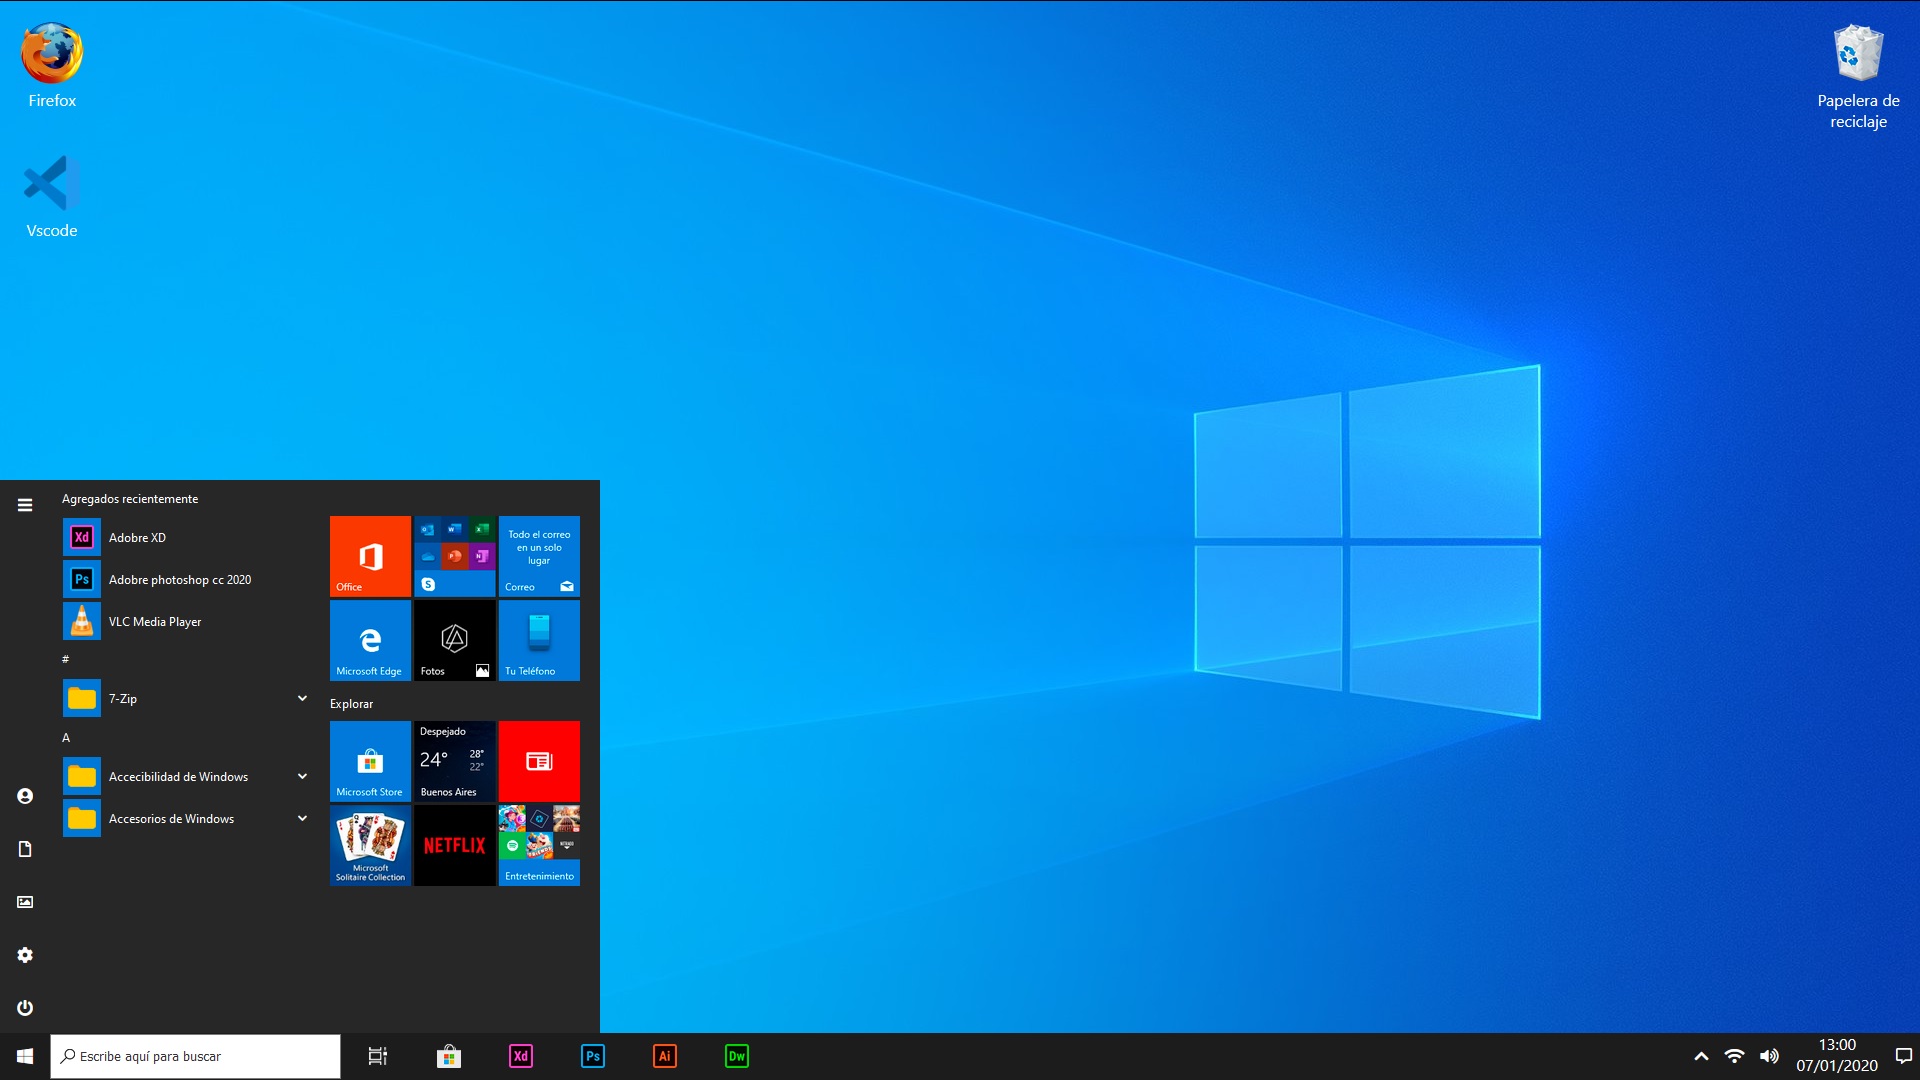 Firefox
Vscode
Papelera de
reciclaje
Agregados recientemente
Xd
Adobre XD
Ps
Adobre photoshop cc 2020
VLC Media Player
#
7-Zip
A
Accecibilidad de Windows
Accesorios de Windows
Office
Todo el correo
en un solo
lugar
Correo
Microsoft Edge
Fotos
Tu Teléfono
Explorar
Microsoft Store
Despejado
24°
28°
22°
Buenos Aires
Microsoft
Solitaire Collection
NETFLIX
Entretenimiento
Escribe aquí para buscar
Xd
Ps
Ai
Dw
13:00
07/01/2020